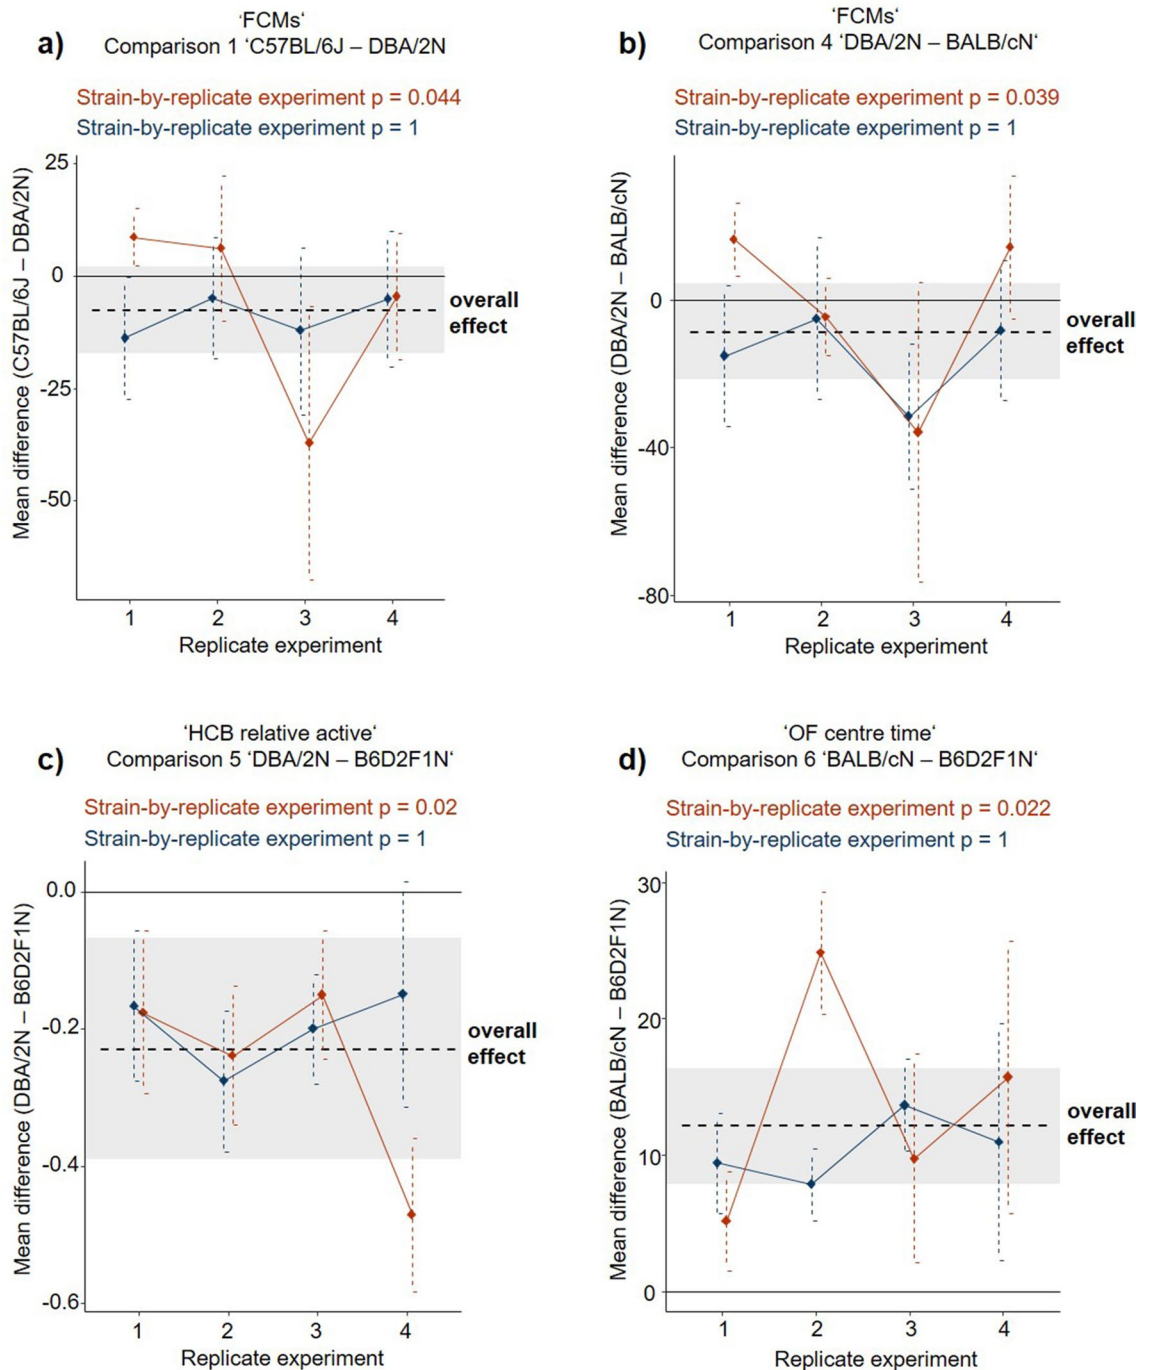 'FCMs'
a)
Comparison 1 'C57BL/6J – DBA/2N
Strain-by-replicate experiment p = 0.044
Strain-by-replicate experiment p = 1
Mean difference (C57BL/6J – DBA/2N)
25
0
-25
-50
overall
effect
1 2 3 4
Replicate experiment
'FCMs'
b)
Comparison 4 'DBA/2N – BALB/cN'
Strain-by-replicate experiment p = 0.039
Strain-by-replicate experiment p = 1
Mean difference (DBA/2N – BALB/cN)
0
-40
-80
overall
effect
1 2 3 4
Replicate experiment
'HCB relative active'
c)
Comparison 5 'DBA/2N – B6D2F1N'
Strain-by-replicate experiment p = 0.02
Strain-by-replicate experiment p = 1
Mean difference (DBA/2N – B6D2F1N)
0.0
-0.2
-0.4
-0.6
overall
effect
1 2 3 4
Replicate experiment
'OF centre time'
d)
Comparison 6 'BALB/cN – B6D2F1N'
Strain-by-replicate experiment p = 0.022
Strain-by-replicate experiment p = 1
Mean difference (BALB/cN – B6D2F1N)
30
20
10
0
overall
effect
1 2 3 4
Replicate experiment